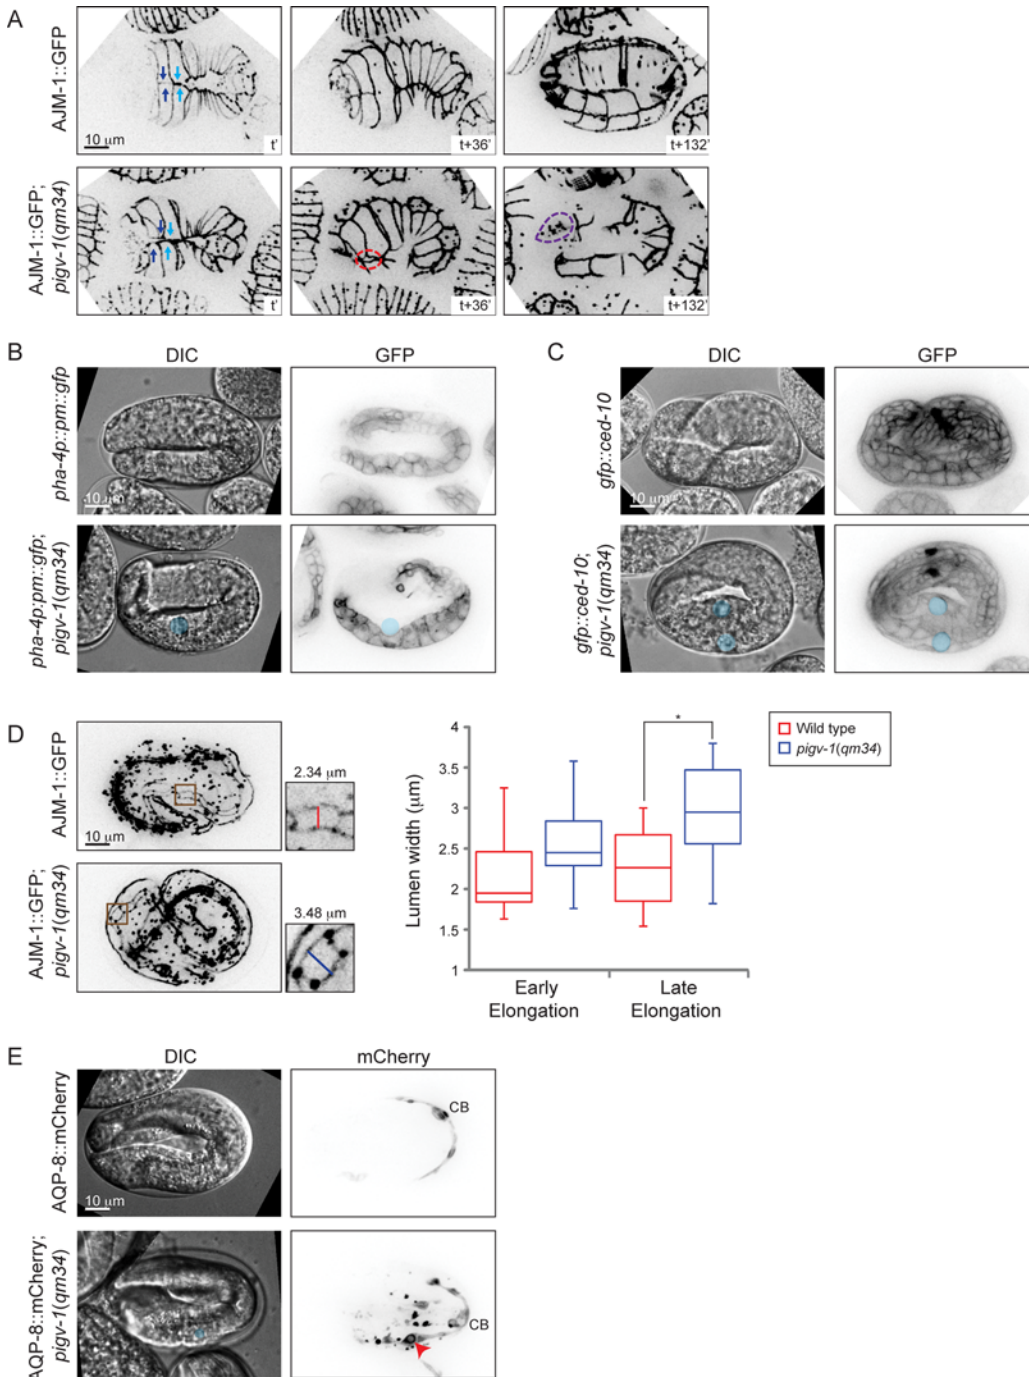 A
AJM-1::GFP
10 μm
t'
t+36'
t+132'
AJM-1::GFP;
pigv-1(qm34)
t'
t+36'
t+132'
B
DIC
GFP
pha-4p::pm::gfp
10 μm
pha-4p::pm::gfp;
pigv-1(qm34)
C
DIC
GFP
gfp::ced-10
10 μm
gfp::ced-10;
pigv-1(qm34)
D
AJM-1::GFP
10 μm
2.34 μm
AJM-1::GFP;
pigv-1(qm34)
3.48 μm
Lumen width (μm)
4
3.5
3
2.5
2
1.5
1
*
Early
Elongation
Late
Elongation
Wild type
pigv-1(qm34)
E
DIC
mCherry
AQP-8::mCherry
10 μm
CB
AQP-8::mCherry;
pigv-1(qm34)
CB